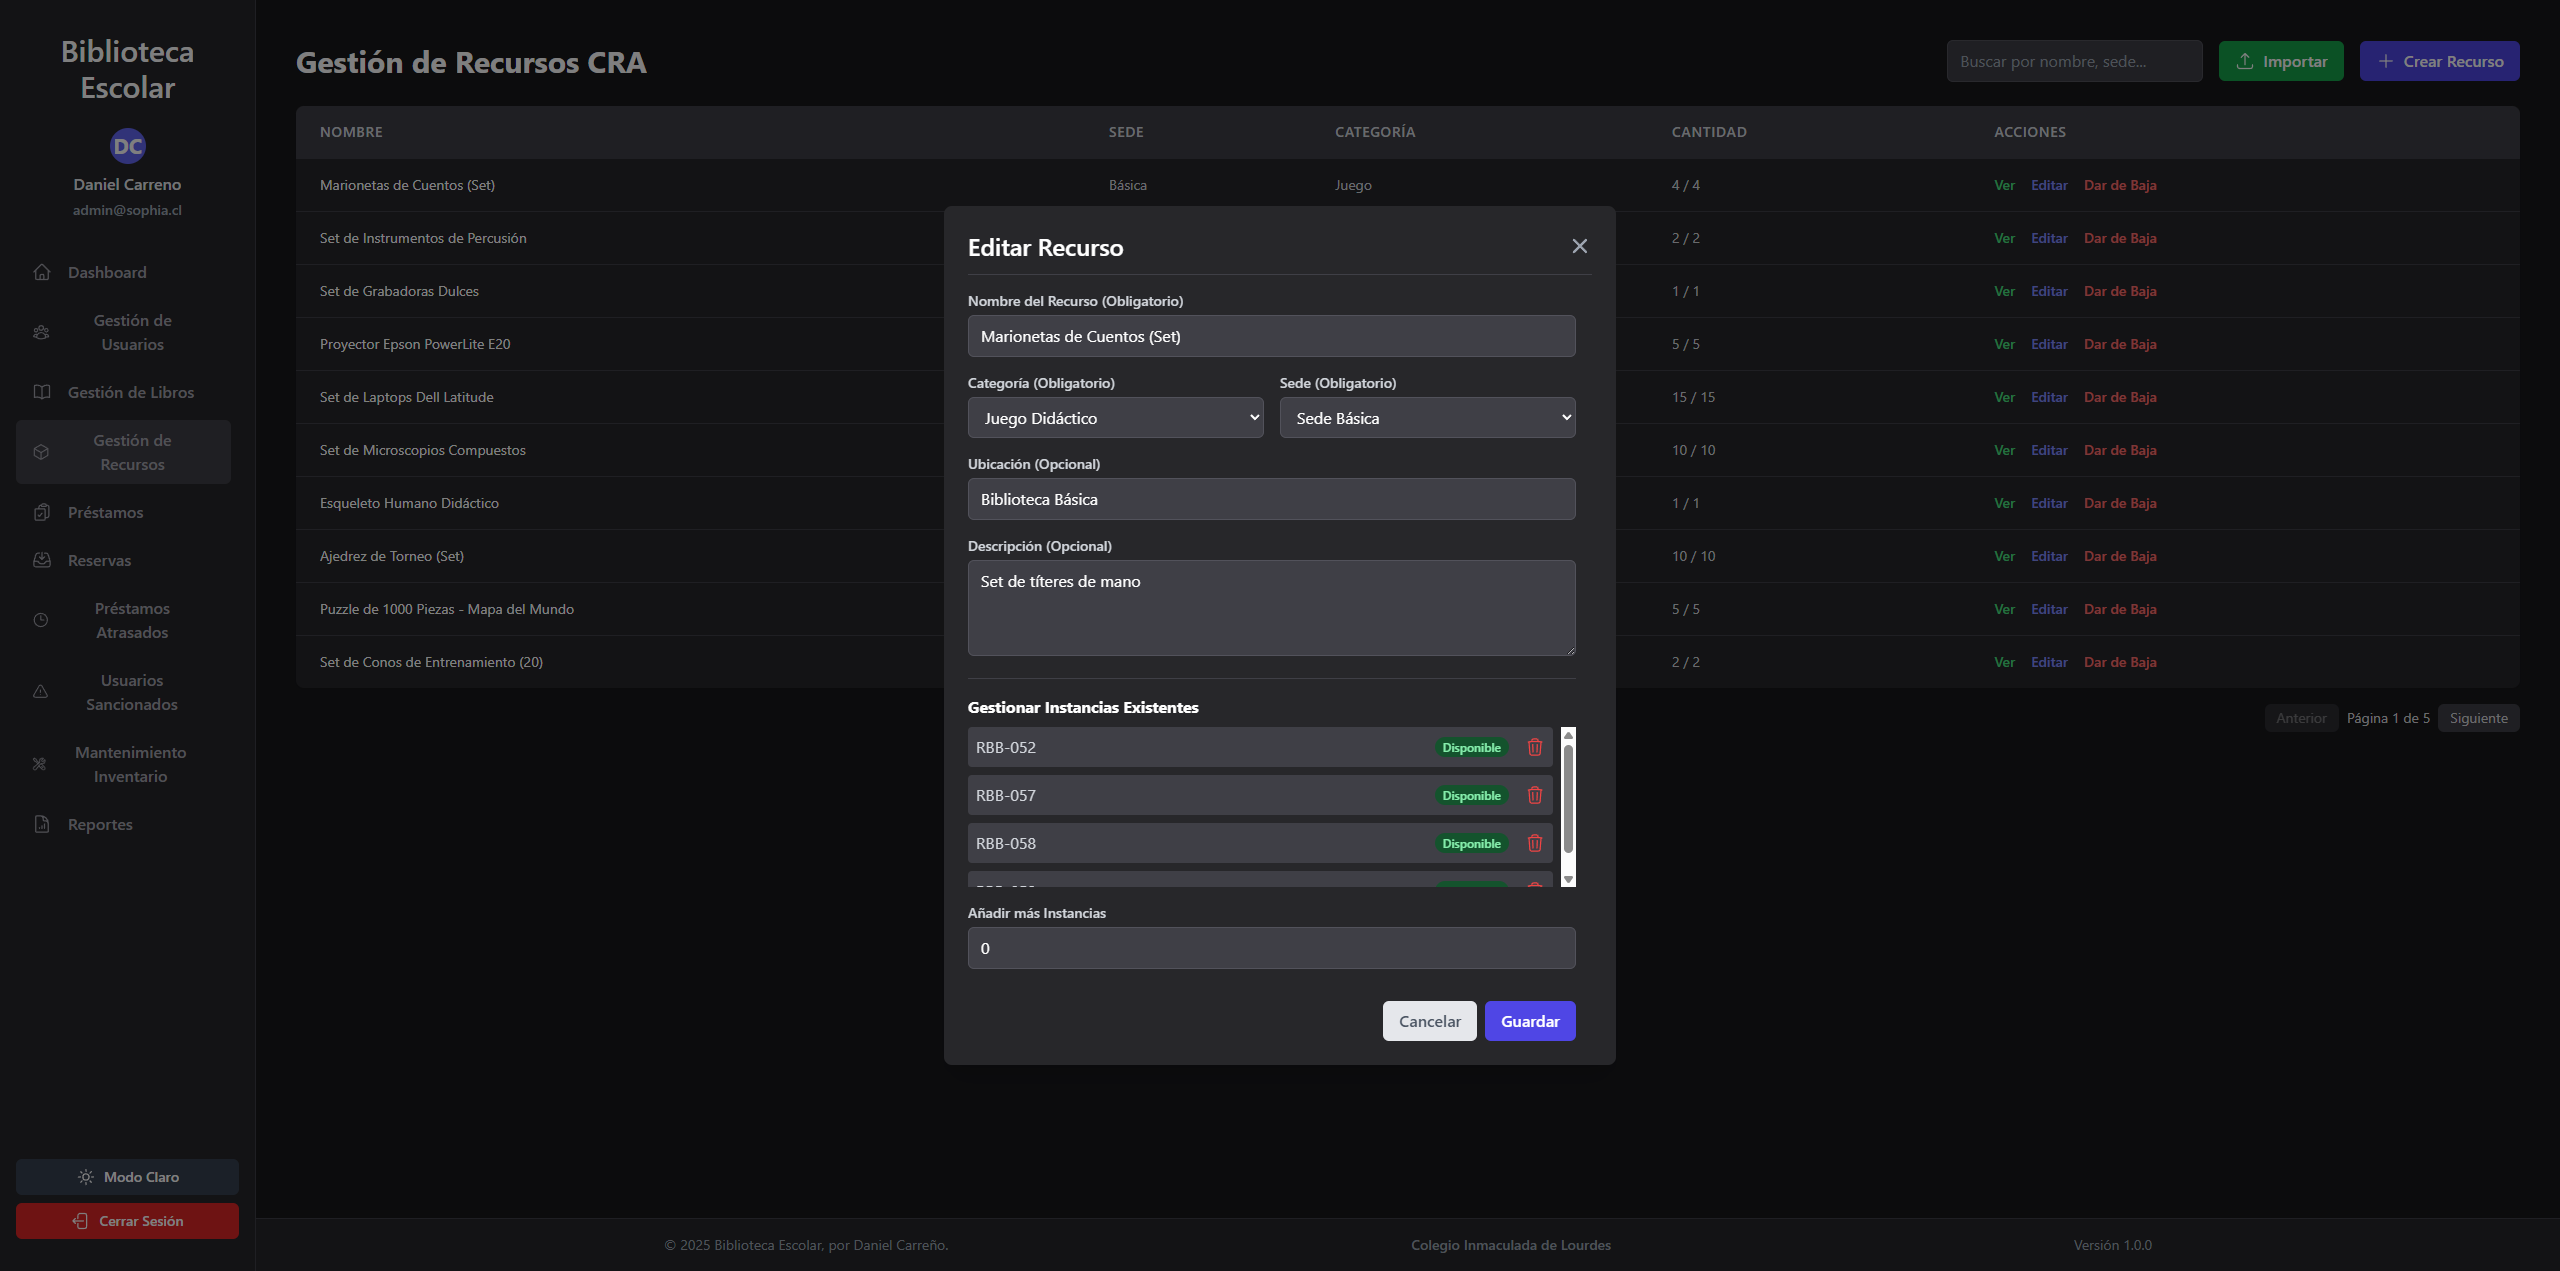 Biblioteca
Escolar
DC
Daniel Carreno
admin@sophia.cl
Dashboard
Gestión de
Usuarios
Gestión de Libros
Gestión de
Recursos
Préstamos
Reservas
Préstamos
Atrasados
Usuarios
Sancionados
Mantenimiento
Inventario
Reportes
Modo Claro
Cerrar Sesión
Gestión de Recursos CRA
Buscar por nombre, sede...
Importar
Crear Recurso
NOMBRE SEDE CATEGORÍA CANTIDAD ACCIONES
Marionetas de Cuentos (Set) Básica Juego 4 / 4 Ver Editar Dar de Baja
Set de Instrumentos de Percusión 2 / 2 Ver Editar Dar de Baja
Set de Grabadoras Dulces 1 / 1 Ver Editar Dar de Baja
Proyector Epson PowerLite E20 5 / 5 Ver Editar Dar de Baja
Set de Laptops Dell Latitude 15 / 15 Ver Editar Dar de Baja
Set de Microscopios Compuestos 10 / 10 Ver Editar Dar de Baja
Esqueleto Humano Didáctico 1 / 1 Ver Editar Dar de Baja
Ajedrez de Torneo (Set) 10 / 10 Ver Editar Dar de Baja
Puzzle de 1000 Piezas - Mapa del Mundo 5 / 5 Ver Editar Dar de Baja
Set de Conos de Entrenamiento (20) 2 / 2 Ver Editar Dar de Baja
Anterior Página 1 de 5 Siguiente
Editar Recurso
Nombre del Recurso (Obligatorio)
Marionetas de Cuentos (Set)
Categoría (Obligatorio) Sede (Obligatorio)
Juego Didáctico Sede Básica
Ubicación (Opcional)
Biblioteca Básica
Descripción (Opcional)
Set de títeres de mano
Gestionar Instancias Existentes
RBB-052 Disponible
RBB-057 Disponible
RBB-058 Disponible
Añadir más Instancias
0
Cancelar Guardar
© 2025 Biblioteca Escolar, por Daniel Carreño. Colegio Inmaculada de Lourdes Versión 1.0.0